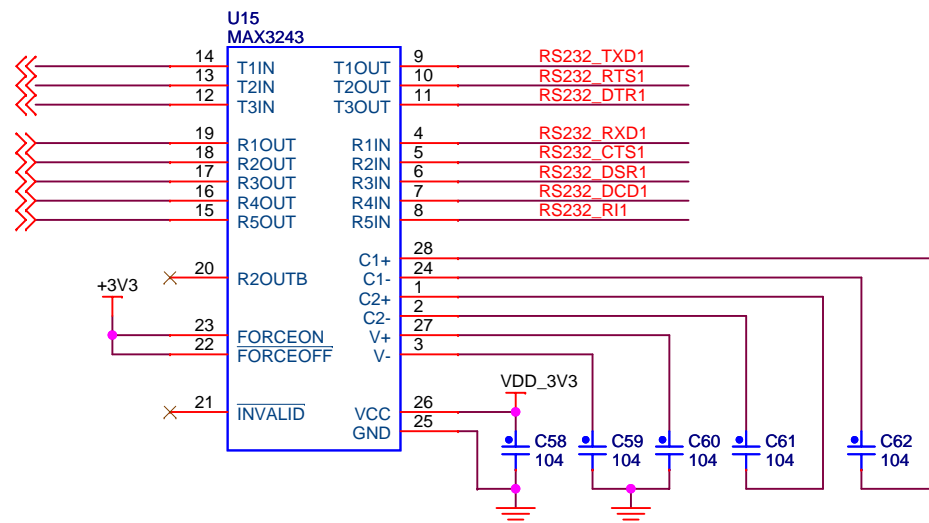 U15
MAX3243
14 T1IN T1OUT 9 RS232_TXD1
13 T2IN T2OUT 10 RS232_RTS1
12 T3IN T3OUT 11 RS232_DTR1
19 R1OUT R1IN 4 RS232_RXD1
18 R2OUT R2IN 5 RS232_CTS1
17 R3OUT R3IN 6 RS232_DSR1
16 R4OUT R4IN 7 RS232_DCD1
15 R5OUT R5IN 8 RS232_RI1
C1+ 28
20 R2OUTB C1- 24
+3V3 C2+ 1
C2- 2
23 FORCEON V+ 27
22 FORCEOFF V- 3
VDD_3V3
21 INVALID VCC 26
GND 25
C58 C59 C60 C61 C62
104 104 104 104 104